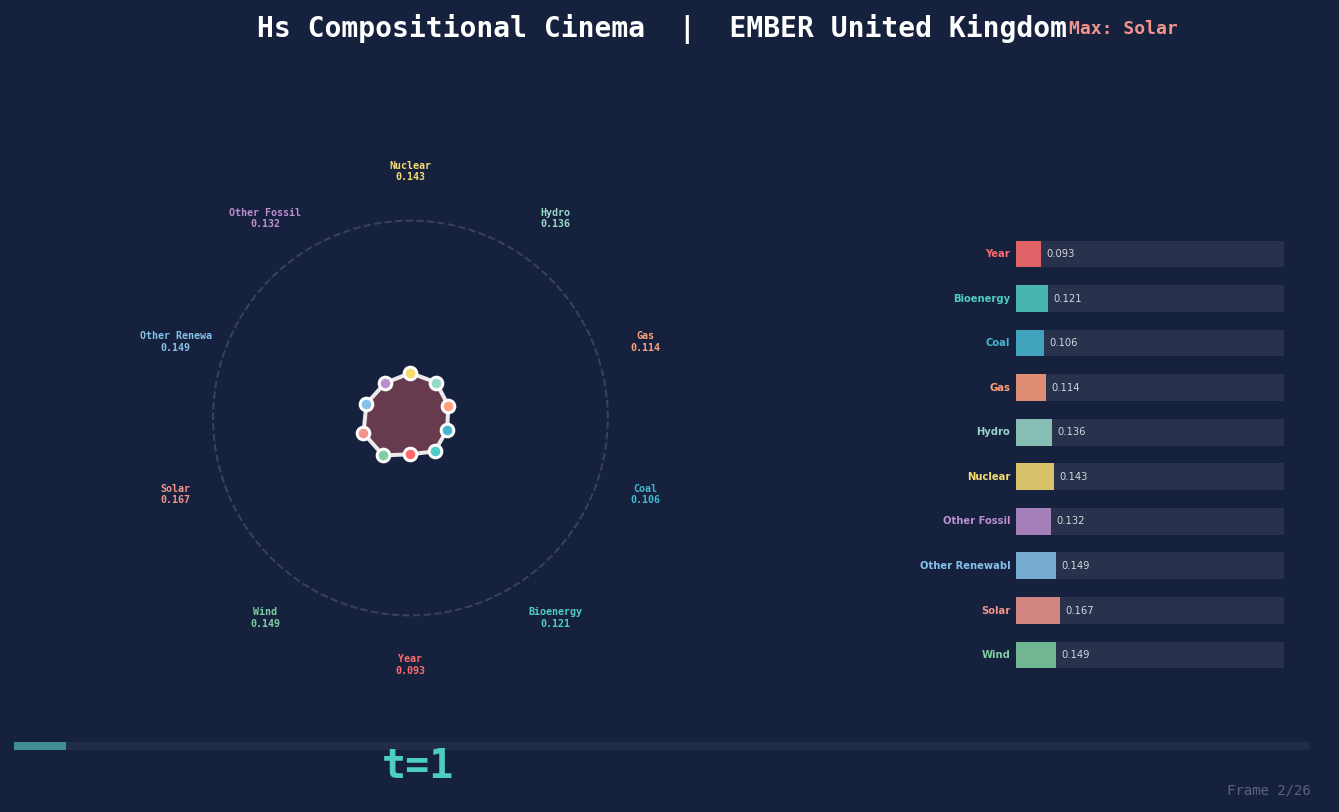 Hs Compositional Cinema | EMBER United Kingdom
Max: Solar
Nuclear
0.143
Other Fossil
0.132
Hydro
0.136
Other Renewa
0.149
Gas
0.114
Solar
0.167
Coal
0.106
Wind
0.149
Bioenergy
0.121
Year
0.093
Year 0.093
Bioenergy 0.121
Coal 0.106
Gas 0.114
Hydro 0.136
Nuclear 0.143
Other Fossil 0.132
Other Renewabl 0.149
Solar 0.167
Wind 0.149
t=1
Frame 2/26